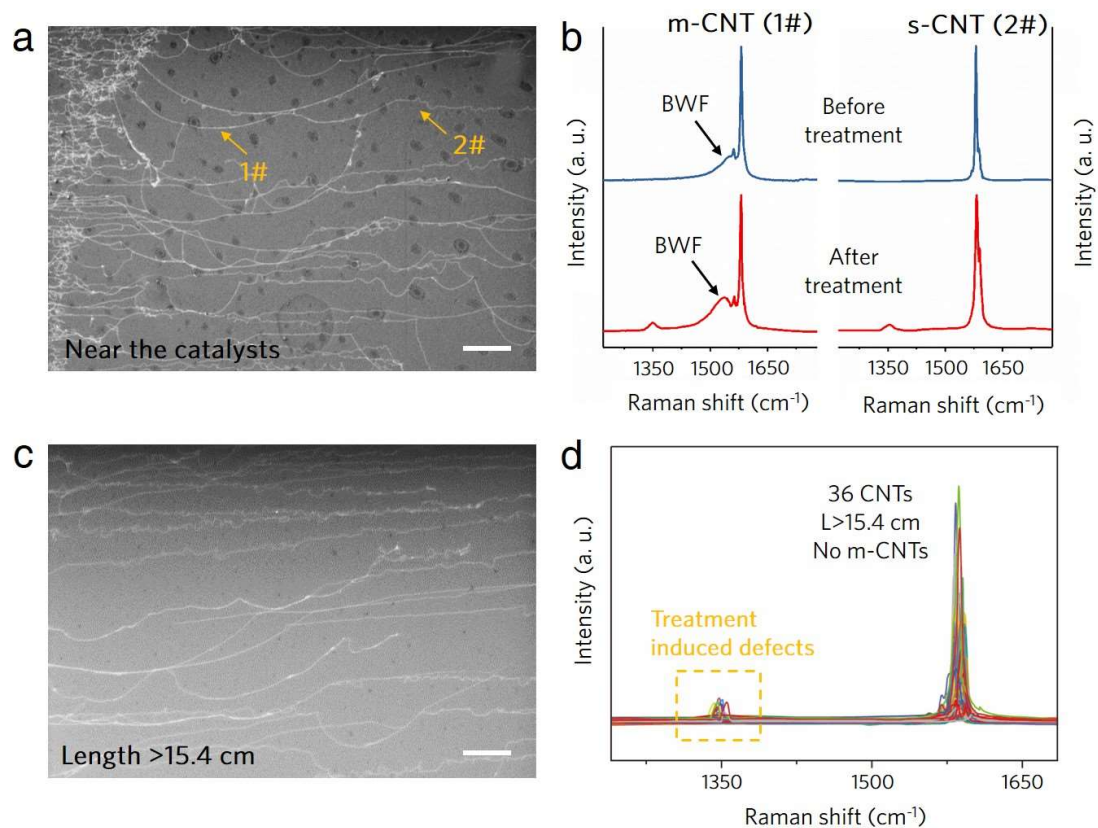 a
1#
2#
Near the catalysts
b
m-CNT (1#)
s-CNT (2#)
BWF
Before
treatment
BWF
After
treatment
Intensity (a. u.)
Intensity (a. u.)
1350 1500 1650
1350 1500 1650
Raman shift (cm⁻¹)
Raman shift (cm⁻¹)
c
Length >15.4 cm
d
36 CNTs
L>15.4 cm
No m-CNTs
Treatment
induced defects
Intensity (a. u.)
1350 1500 1650
Raman shift (cm⁻¹)